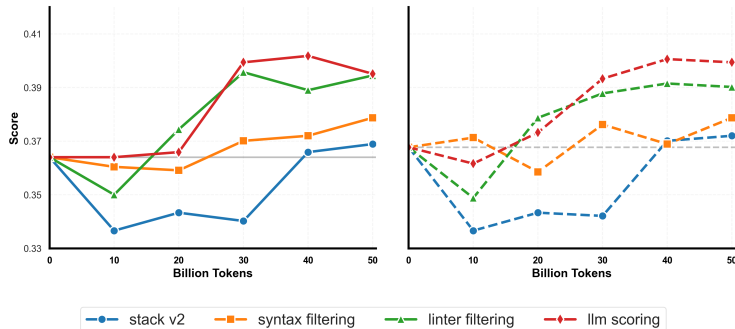 0.41
0.39
0.37
0.35
0.33
Score
0 10 20 30 40 50
Billion Tokens
0 10 20 30 40 50
Billion Tokens
stack v2 syntax filtering linter filtering llm scoring